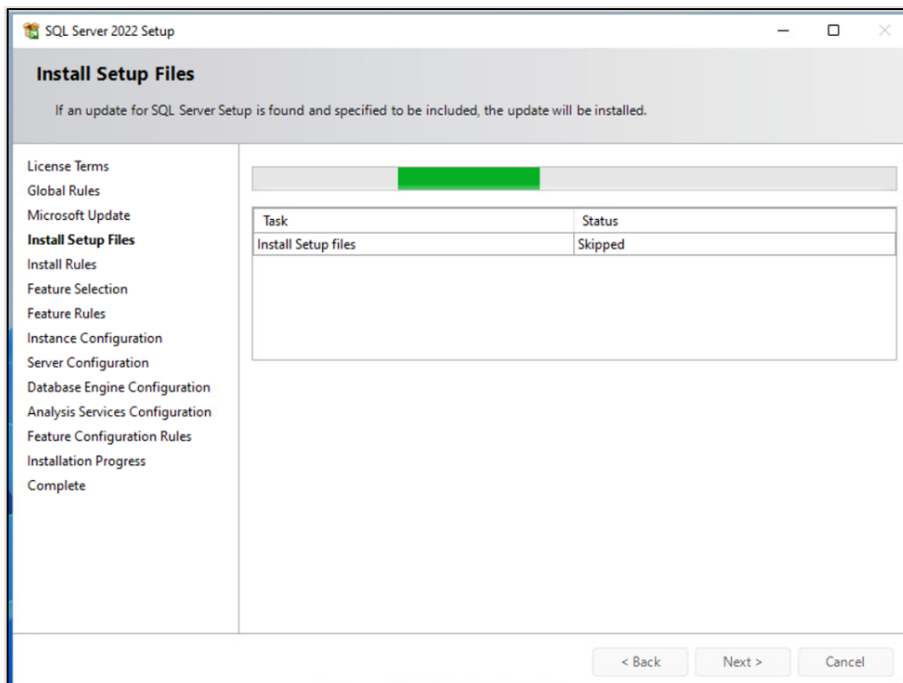 SQL Server 2022 Setup
Install Setup Files
If an update for SQL Server Setup is found and specified to be included, the update will be installed.
License Terms
Global Rules
Microsoft Update
Install Setup Files
Install Rules
Feature Selection
Feature Rules
Instance Configuration
Server Configuration
Database Engine Configuration
Analysis Services Configuration
Feature Configuration Rules
Installation Progress
Complete
Task Status
Install Setup files Skipped
< Back Next > Cancel